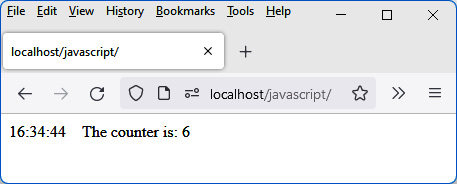 File Edit View History Bookmarks Tools Help
localhost/javascript/
localhost/javascript/
16:34:44 The counter is: 6